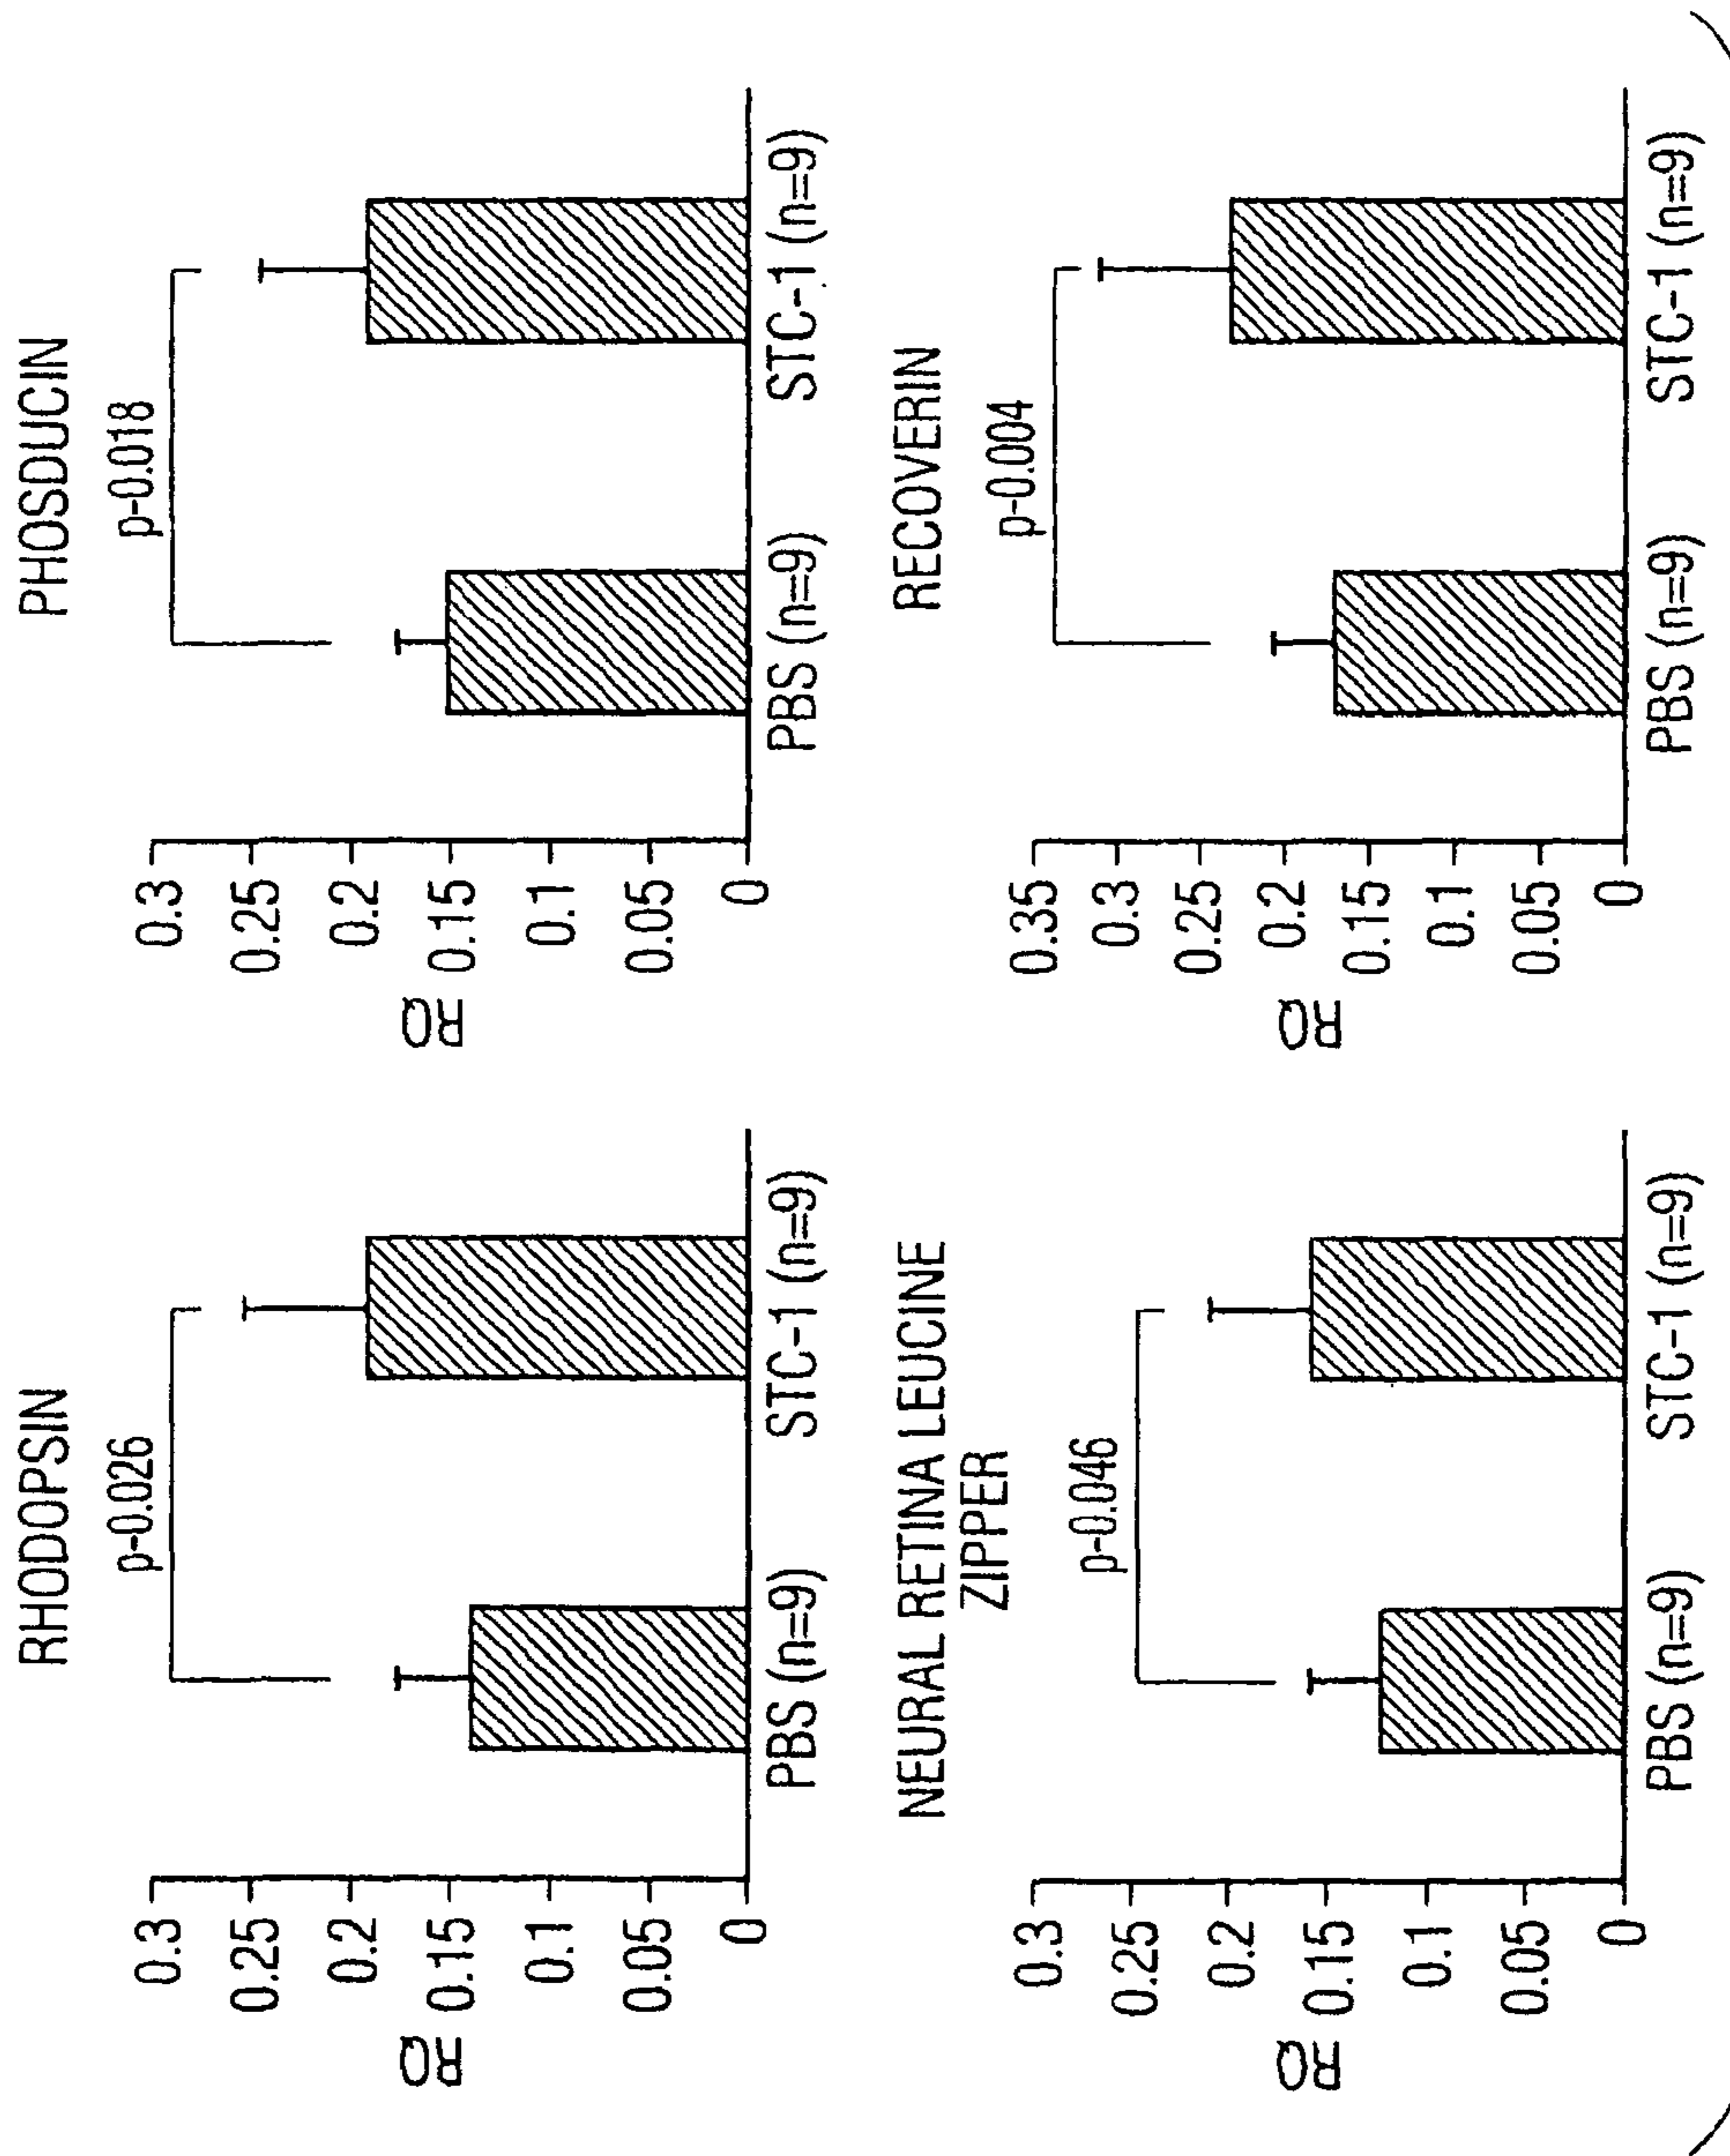 RHODOPSIN
p-0.026
RQ
0.3
0.25
0.2
0.15
0.1
0.05
0
PBS (n=9)
STC-1 (n=9)
PHOSDUCIN
p-0.018
RQ
0.3
0.25
0.2
0.15
0.1
0.05
0
PBS (n=9)
STC-1 (n=9)
NEURAL RETINA LEUCINE
ZIPPER
p-0.046
RQ
0.3
0.25
0.2
0.15
0.1
0.05
0
PBS (n=9)
STC-1 (n=9)
RECOVERIN
p-0.004
RQ
0.35
0.3
0.25
0.2
0.15
0.1
0.05
0
PBS (n=9)
STC-1 (n=9)